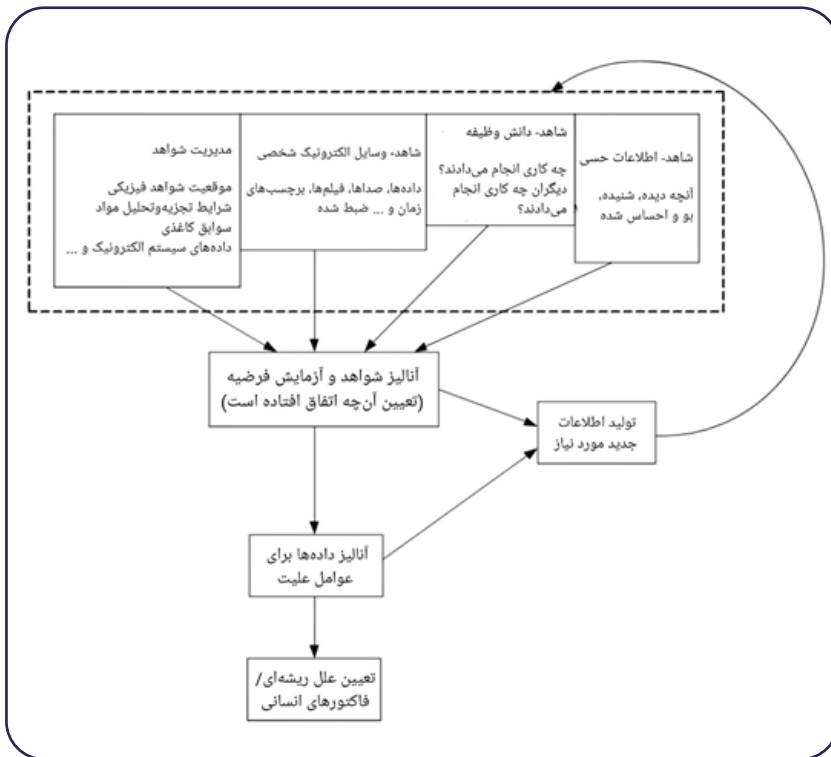 شاهد- اطلاعات حسی
آنچه دیده، شنیده،
بو و احساس شده
شاهد- دانش وظیفه
چه کاری انجام می‌دادند؟
دیگران چه کاری انجام
می‌دادند؟
شاهد- وسایل الکترونیک شخصی
داده‌ها، صداها، فیلم‌ها، برچسب‌های
زمان و ... ضبط شده
مدیریت شواهد
موقعیت شواهد فیزیکی
شرایط تجزیه‌وتحلیل مواد
سوابق کاغذی
داده‌های سیستم الکترونیک و ...
آنالیز شواهد و آزمایش فرضیه
(تعیین آن‌چه اتفاق افتاده است)
تولید اطلاعات
جدید مورد نیاز
آنالیز داده‌ها برای
عوامل علیت
تعیین علل ریشه‌ای/
فاکتورهای انسانی